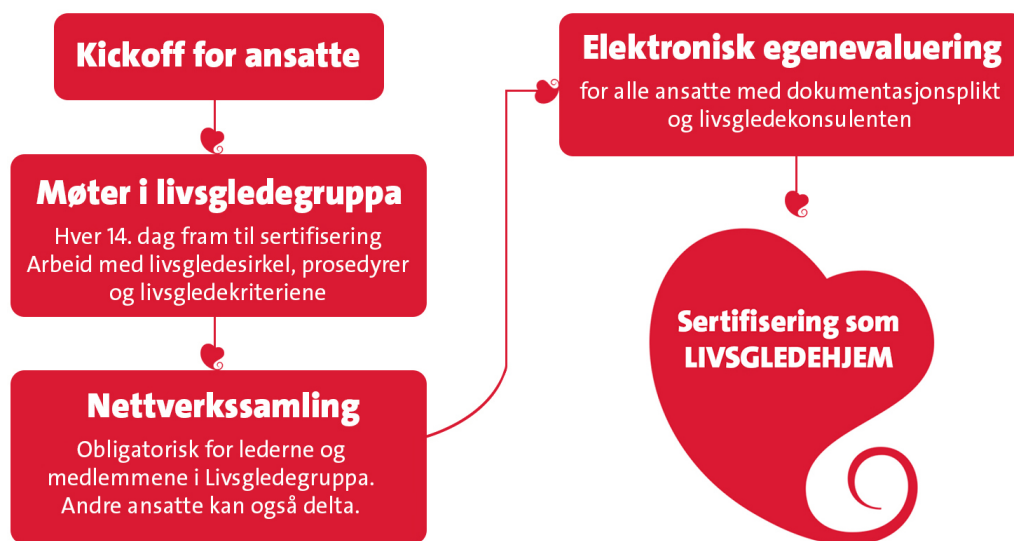 Kickoff for ansatte
Møter i livsgledegruppa
Hver 14. dag fram til sertifisering
Arbeid med livsgledesirkel, prosedyrer
og livsgledekriteriene
Nettverkssamling
Obligatorisk for lederne og
medlemmene i Livsgledegruppa.
Andre ansatte kan også delta.
Elektronisk egenevaluering
for alle ansatte med dokumentasjonsplikt
og livsgledekonsulenten
Sertifisering som
LIVSGLEDEHJEM